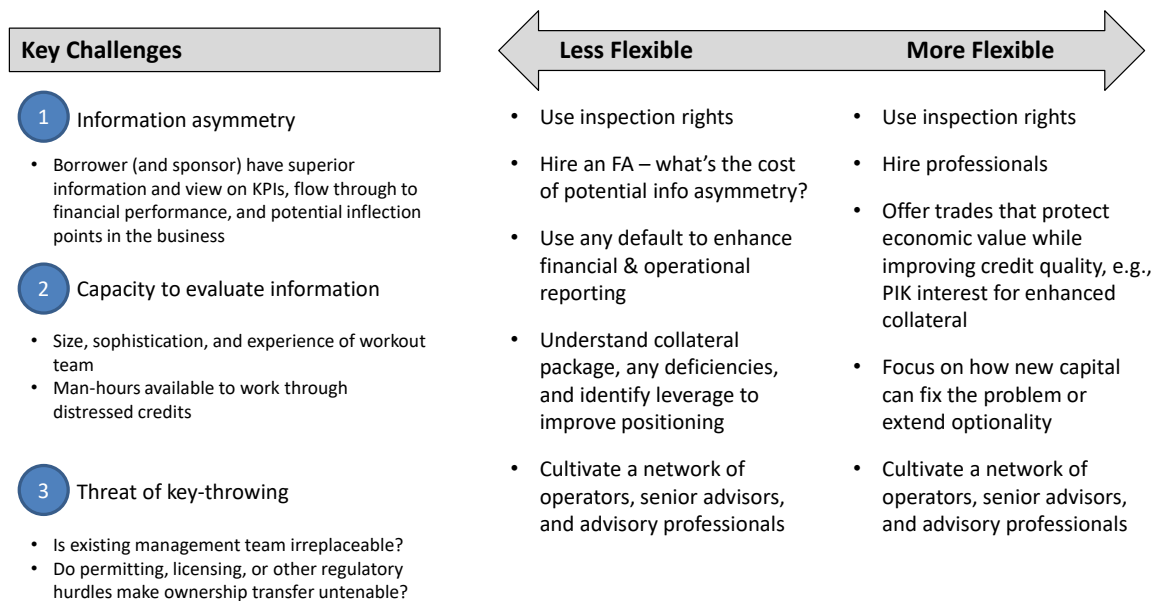 Key Challenges
1 Information asymmetry
• Borrower (and sponsor) have superior
information and view on KPIs, flow through to
financial performance, and potential inflection
points in the business
2 Capacity to evaluate information
• Size, sophistication, and experience of workout
team
• Man-hours available to work through
distressed credits
3 Threat of key-throwing
• Is existing management team irreplaceable?
• Do permitting, licensing, or other regulatory
hurdles make ownership transfer untenable?
Less Flexible
• Use inspection rights
• Hire an FA – what's the cost
of potential info asymmetry?
• Use any default to enhance
financial & operational
reporting
• Understand collateral
package, any deficiencies,
and identify leverage to
improve positioning
• Cultivate a network of
operators, senior advisors,
and advisory professionals
More Flexible
• Use inspection rights
• Hire professionals
• Offer trades that protect
economic value while
improving credit quality, e.g.,
PIK interest for enhanced
collateral
• Focus on how new capital
can fix the problem or
extend optionality
• Cultivate a network of
operators, senior advisors,
and advisory professionals